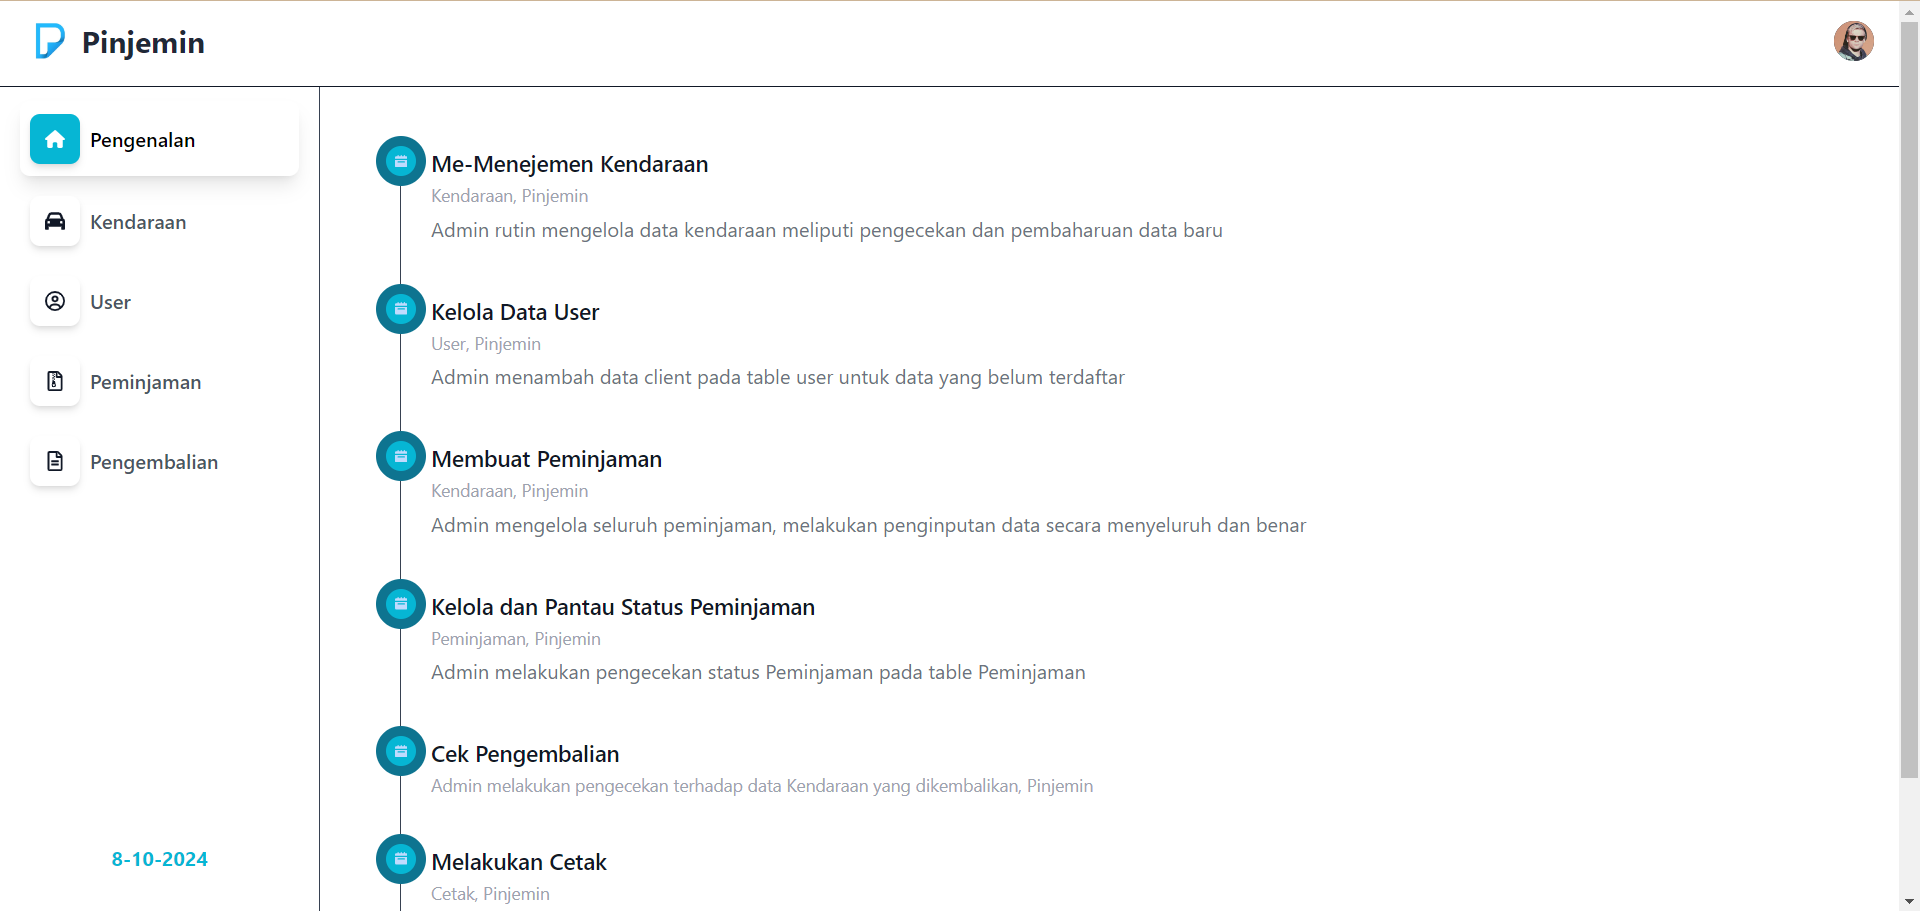 Pinjemin
Pengenalan
Kendaraan
User
Peminjaman
Pengembalian
8-10-2024
Me-Menejemen Kendaraan
Kendaraan, Pinjemin
Admin rutin mengelola data kendaraan meliputi pengecekan dan pembaharuan data baru
Kelola Data User
User, Pinjemin
Admin menambah data client pada table user untuk data yang belum terdaftar
Membuat Peminjaman
Kendaraan, Pinjemin
Admin mengelola seluruh peminjaman, melakukan penginputan data secara menyeluruh dan benar
Kelola dan Pantau Status Peminjaman
Peminjaman, Pinjemin
Admin melakukan pengecekan status Peminjaman pada table Peminjaman
Cek Pengembalian
Admin melakukan pengecekan terhadap data Kendaraan yang dikembalikan, Pinjemin
Melakukan Cetak
Cetak, Pinjemin